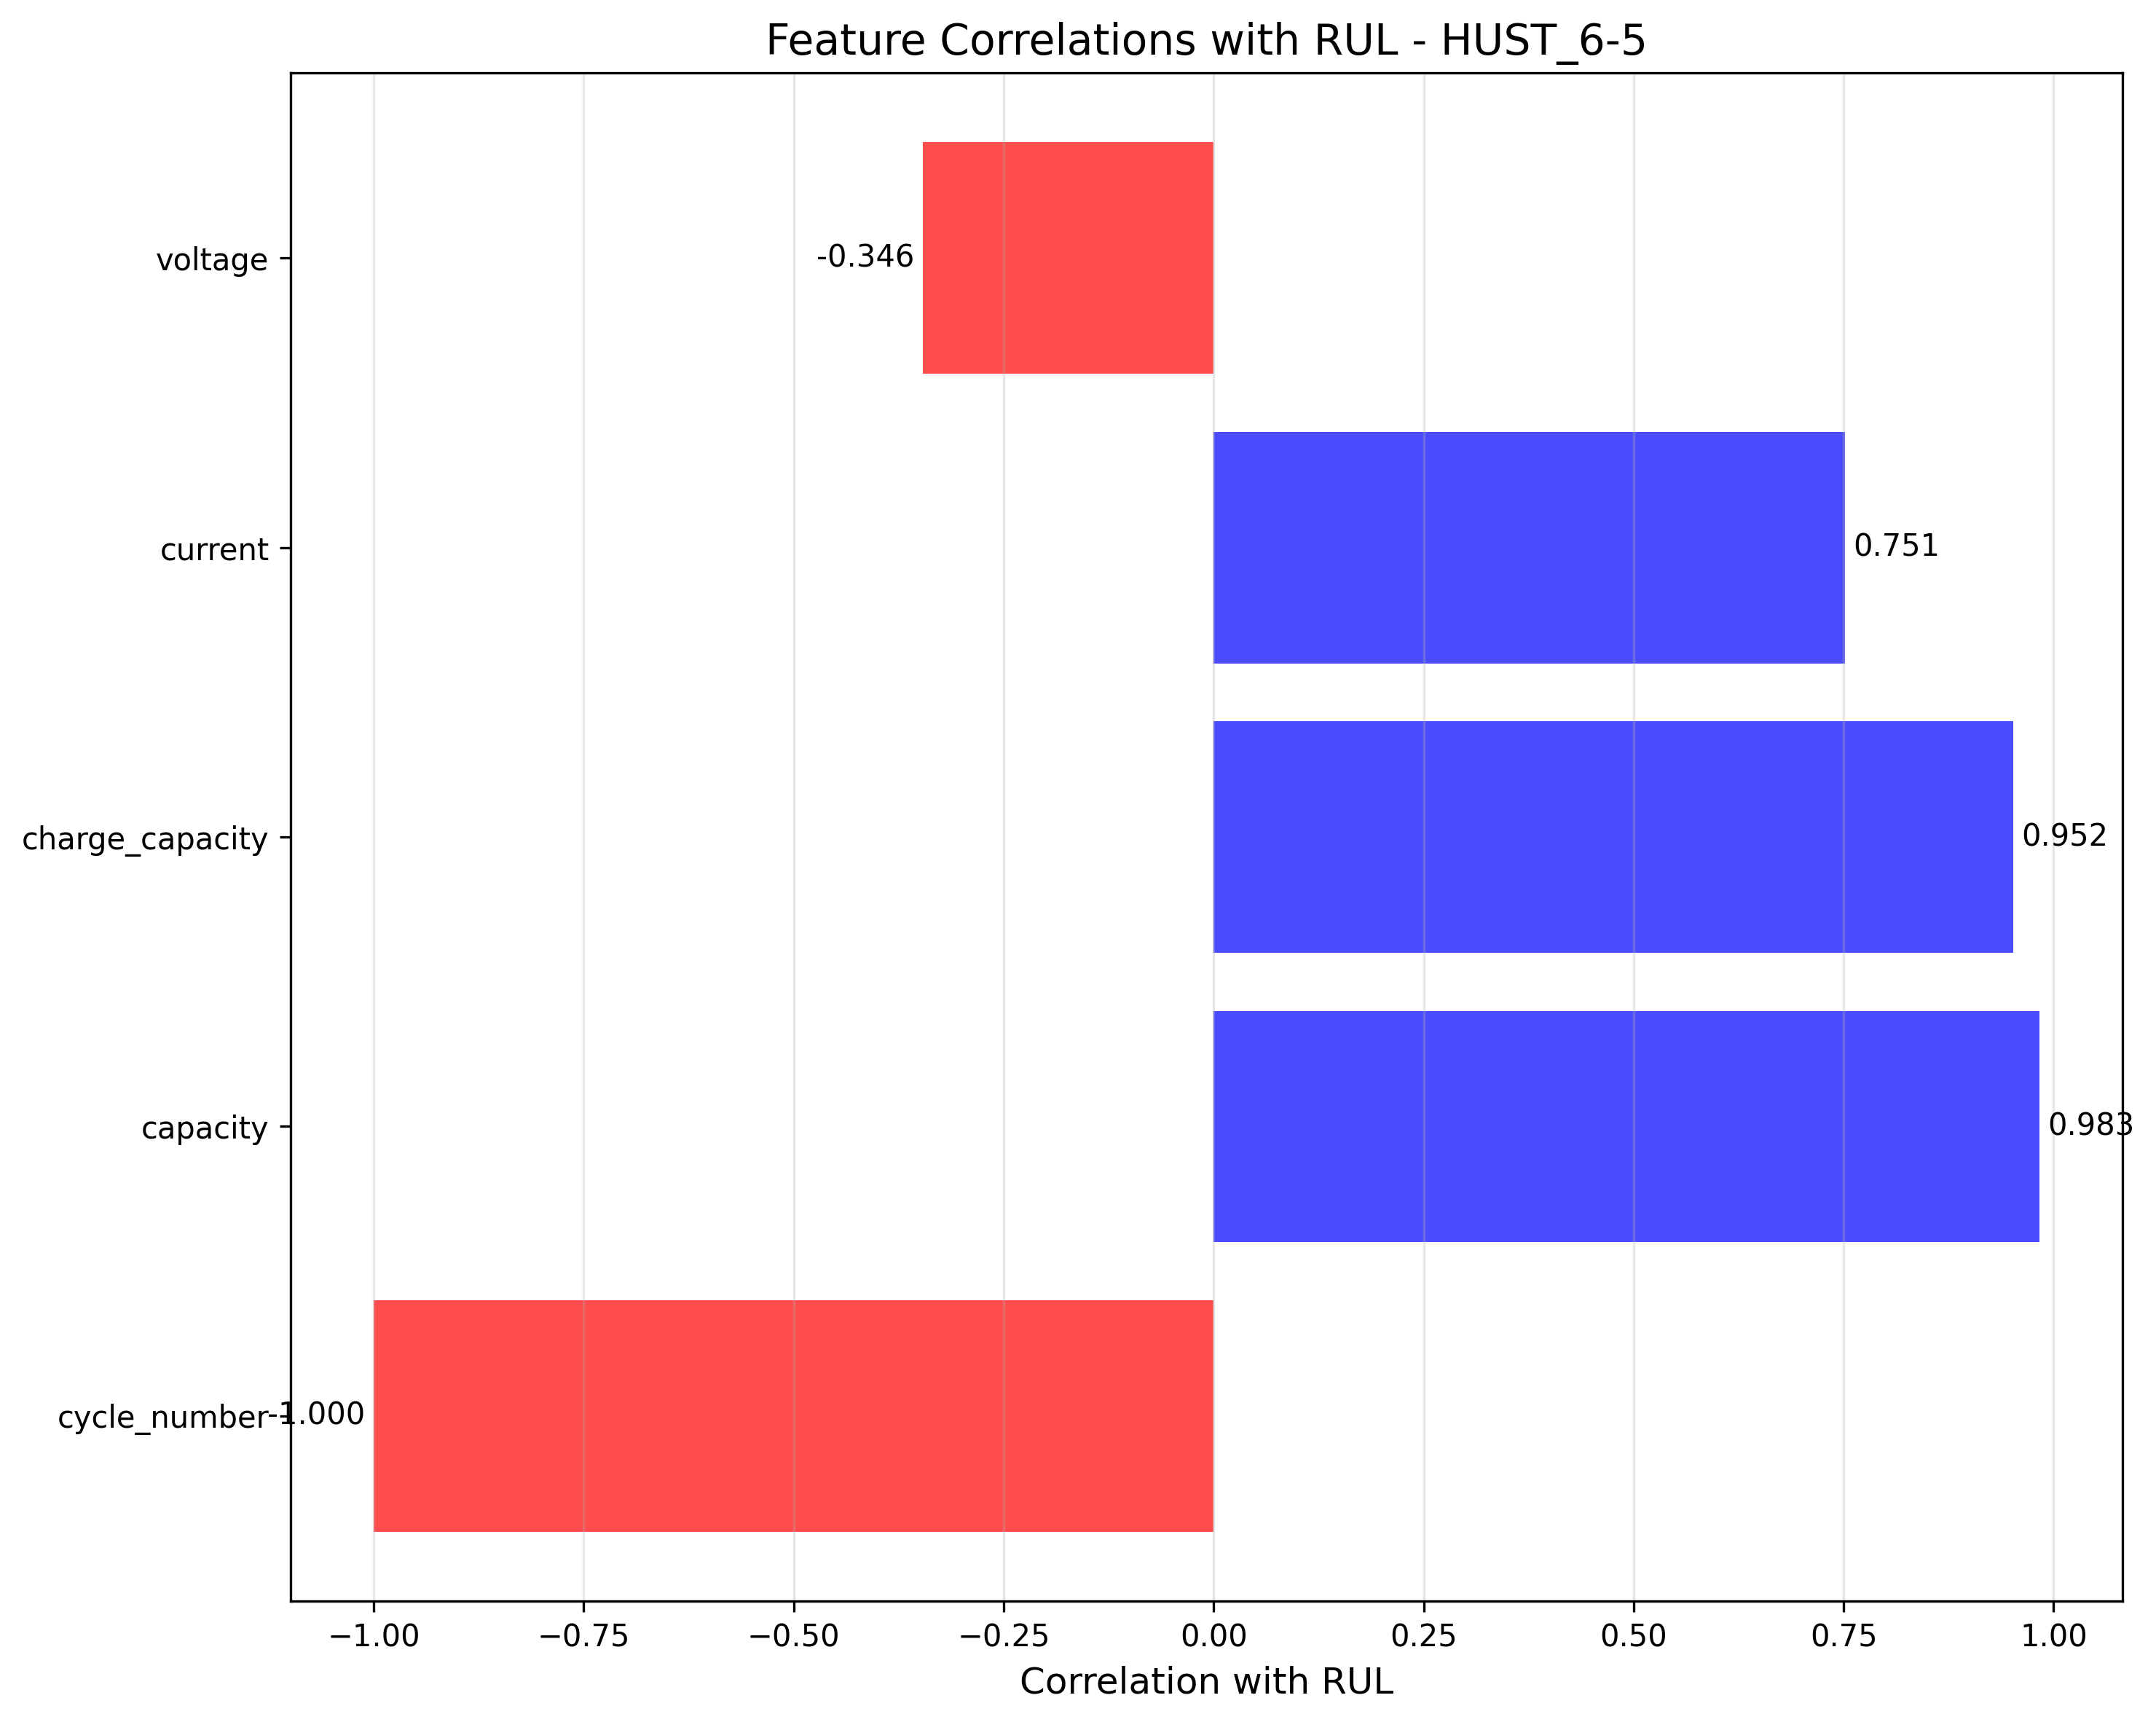 Feature Correlations with RUL - HUST_6-5
voltage
-0.346
current
0.751
charge_capacity
0.952
capacity
0.983
cycle_number
-1.000
−1.00 −0.75 −0.50 −0.25 0.00 0.25 0.50 0.75 1.00
Correlation with RUL